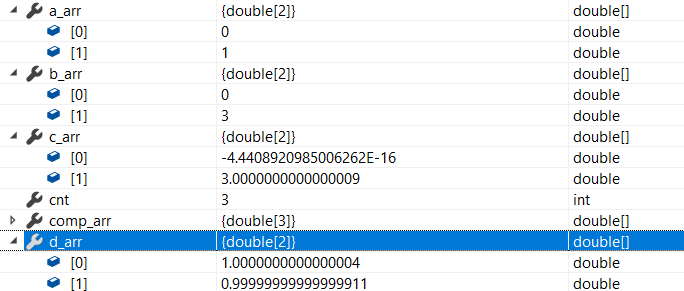 a_arr {double[2]} double[]
[0] 0 double
[1] 1 double
b_arr {double[2]} double[]
[0] 0 double
[1] 3 double
c_arr {double[2]} double[]
[0] -4.4408920985006262E-16 double
[1] 3.0000000000000009 double
cnt 3 int
comp_arr {double[3]} double[]
d_arr {double[2]} double[]
[0] 1.0000000000000004 double
[1] 0.99999999999999911 double